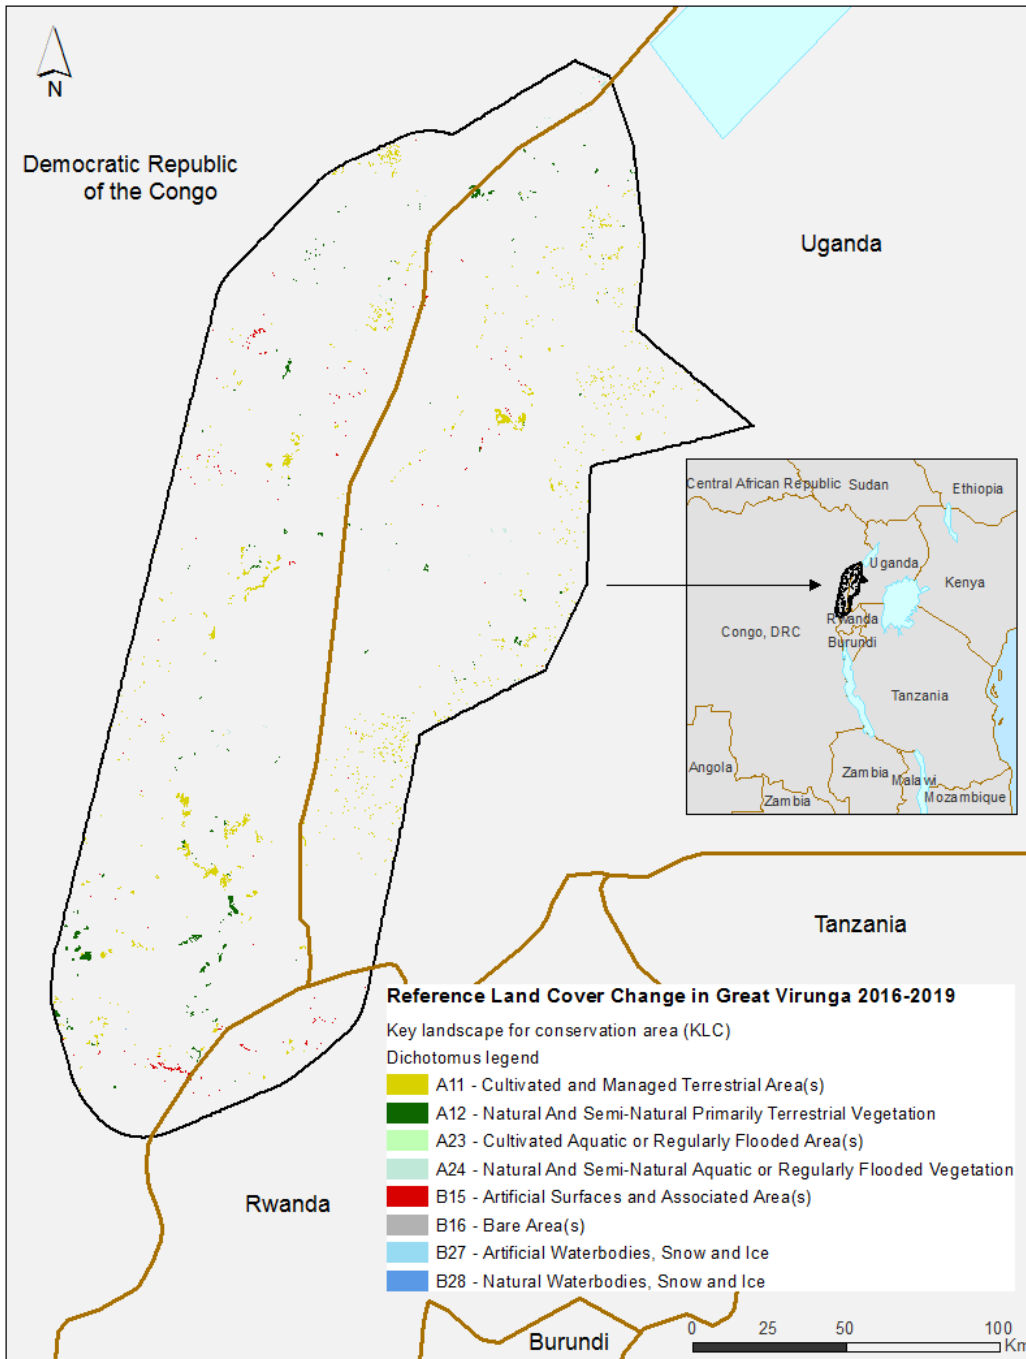 N
Democratic Republic
of the Congo
Uganda
Central African Republic
Sudan
Ethiopia
Uganda
Kenya
Rwanda
Congo, DRC
Burundi
Tanzania
Angola
Zambia
Malawi
Zambia
Mozambique
Tanzania
Reference Land Cover Change in Great Virunga 2016-2019
Key landscape for conservation area (KLC)
Dichotomus legend
A11 - Cultivated and Managed Terrestrial Area(s)
A12 - Natural And Semi-Natural Primarily Terrestrial Vegetation
A23 - Cultivated Aquatic or Regularly Flooded Area(s)
A24 - Natural And Semi-Natural Aquatic or Regularly Flooded Vegetation
B15 - Artificial Surfaces and Associated Area(s)
B16 - Bare Area(s)
B27 - Artificial Waterbodies, Snow and Ice
B28 - Natural Waterbodies, Snow and Ice
Rwanda
Burundi
0 25 50 100
Km